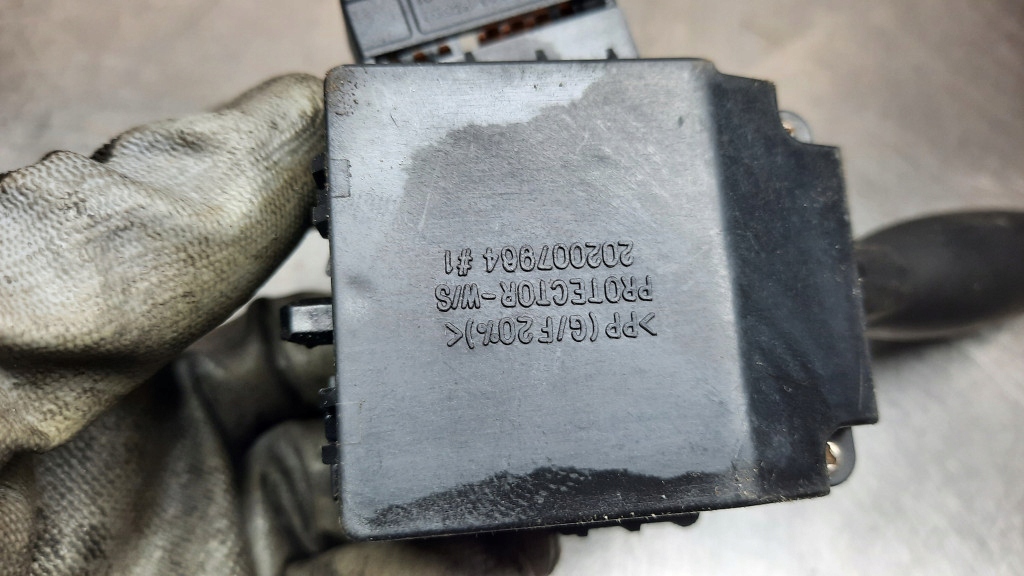 >PP(G/F20%)<
PROTECTOR-W/S
202007964 #1